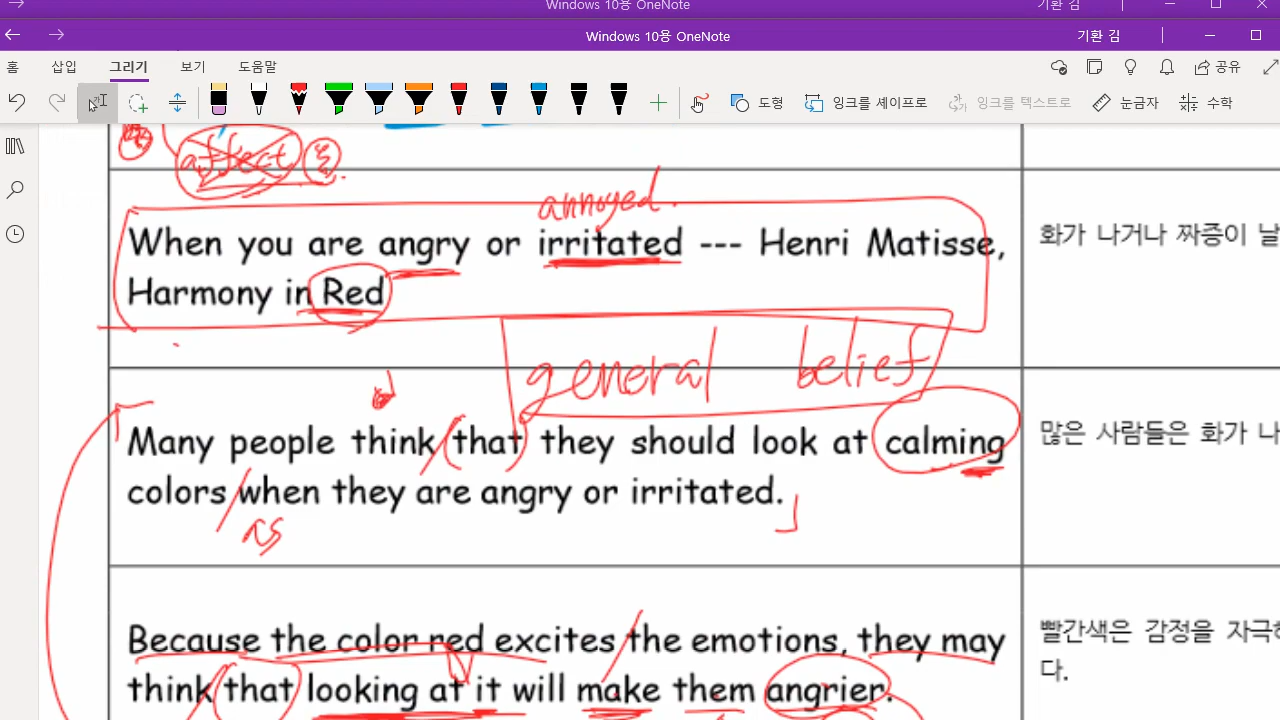 Windows 10용 OneNote 기환 김
Windows 10용 OneNote 기환 김
홈 삽입 그리기 보기 도움말 공유
도형 잉크를 셰이프로 잉크를 텍스트로 눈금자 수학
affect
annoyed.
When you are angry or irritated --- Henri Matisse,
Harmony in Red
화가 나거나 짜증이 날
general belief
Many people think that they should look at calming
colors when they are angry or irritated.
많은 사람들은 화가 나
as
Because the color red excites the emotions, they may
think that looking at it will make them angrier.
빨간색은 감정을 자극하
다.